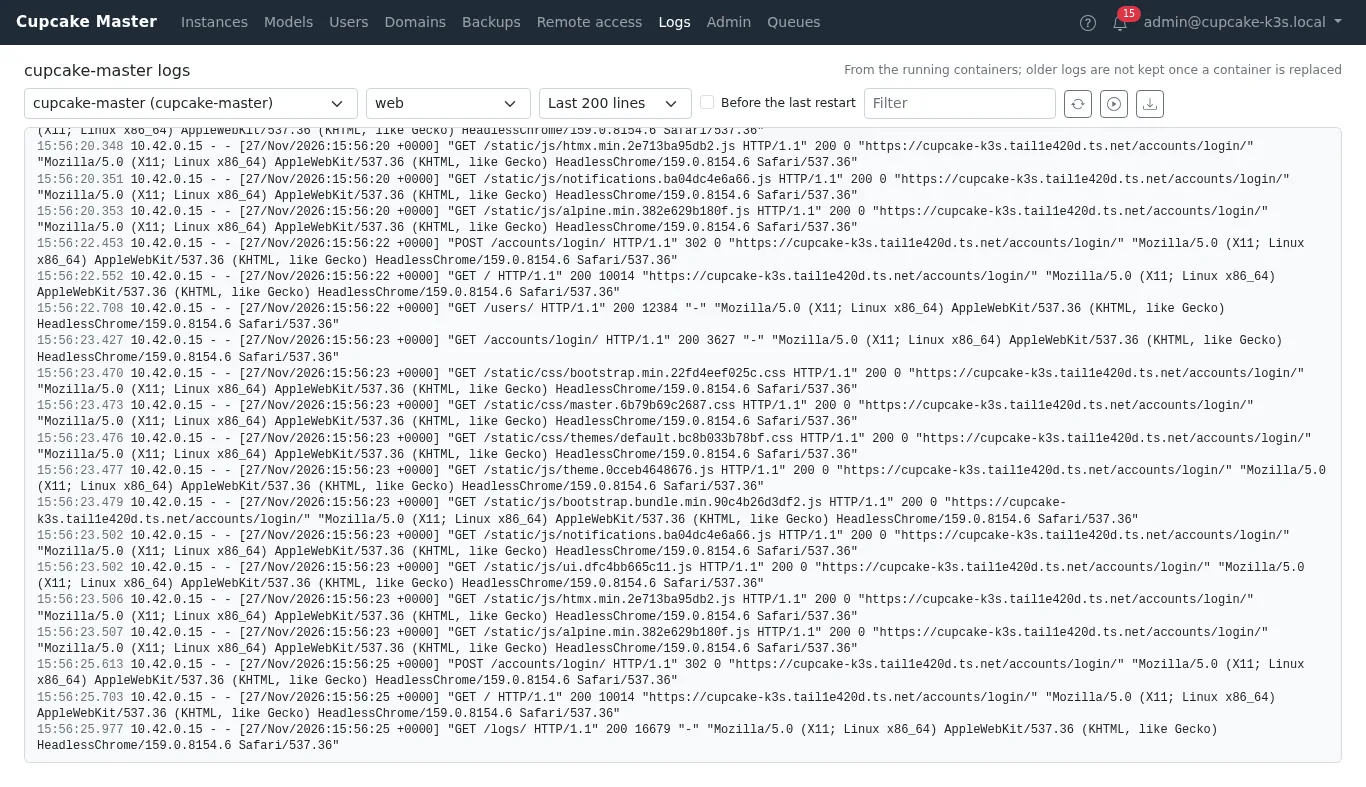 Cupcake Master Instances Models Users Domains Backups Remote access Logs Admin Queues 15 admin@cupcake-k3s.local
cupcake-master logs
From the running containers; older logs are not kept once a container is replaced
cupcake-master (cupcake-master) web Last 200 lines Before the last restart Filter
(X11; Linux x86_64) AppleWebKit/537.36 (KHTML, like Gecko) HeadlessChrome/159.0.8154.6 Safari/537.36"
15:56:20.348 10.42.0.15 - - [27/Nov/2026:15:56:20 +0000] "GET /static/js/htmx.min.2e713ba95db2.js HTTP/1.1" 200 0 "https://cupcake-k3s.tail1e420d.ts.net/accounts/login/"
"Mozilla/5.0 (X11; Linux x86_64) AppleWebKit/537.36 (KHTML, like Gecko) HeadlessChrome/159.0.8154.6 Safari/537.36"
15:56:20.351 10.42.0.15 - - [27/Nov/2026:15:56:20 +0000] "GET /static/js/notifications.ba04dc4e6a66.js HTTP/1.1" 200 0 "https://cupcake-k3s.tail1e420d.ts.net/accounts/login/"
"Mozilla/5.0 (X11; Linux x86_64) AppleWebKit/537.36 (KHTML, like Gecko) HeadlessChrome/159.0.8154.6 Safari/537.36"
15:56:20.353 10.42.0.15 - - [27/Nov/2026:15:56:20 +0000] "GET /static/js/alpine.min.382e629b180f.js HTTP/1.1" 200 0 "https://cupcake-k3s.tail1e420d.ts.net/accounts/login/"
"Mozilla/5.0 (X11; Linux x86_64) AppleWebKit/537.36 (KHTML, like Gecko) HeadlessChrome/159.0.8154.6 Safari/537.36"
15:56:22.453 10.42.0.15 - - [27/Nov/2026:15:56:22 +0000] "POST /accounts/login/ HTTP/1.1" 302 0 "https://cupcake-k3s.tail1e420d.ts.net/accounts/login/" "Mozilla/5.0 (X11; Linux
x86_64) AppleWebKit/537.36 (KHTML, like Gecko) HeadlessChrome/159.0.8154.6 Safari/537.36"
15:56:22.552 10.42.0.15 - - [27/Nov/2026:15:56:22 +0000] "GET / HTTP/1.1" 200 10014 "https://cupcake-k3s.tail1e420d.ts.net/accounts/login/" "Mozilla/5.0 (X11; Linux x86_64)
AppleWebKit/537.36 (KHTML, like Gecko) HeadlessChrome/159.0.8154.6 Safari/537.36"
15:56:22.708 10.42.0.15 - - [27/Nov/2026:15:56:22 +0000] "GET /users/ HTTP/1.1" 200 12384 "-" "Mozilla/5.0 (X11; Linux x86_64) AppleWebKit/537.36 (KHTML, like Gecko)
HeadlessChrome/159.0.8154.6 Safari/537.36"
15:56:23.427 10.42.0.15 - - [27/Nov/2026:15:56:23 +0000] "GET /accounts/login/ HTTP/1.1" 200 3627 "-" "Mozilla/5.0 (X11; Linux x86_64) AppleWebKit/537.36 (KHTML, like Gecko)
HeadlessChrome/159.0.8154.6 Safari/537.36"
15:56:23.470 10.42.0.15 - - [27/Nov/2026:15:56:23 +0000] "GET /static/css/bootstrap.min.22fd4eef025c.css HTTP/1.1" 200 0 "https://cupcake-k3s.tail1e420d.ts.net/accounts/login/"
"Mozilla/5.0 (X11; Linux x86_64) AppleWebKit/537.36 (KHTML, like Gecko) HeadlessChrome/159.0.8154.6 Safari/537.36"
15:56:23.473 10.42.0.15 - - [27/Nov/2026:15:56:23 +0000] "GET /static/css/master.6b79b69c2687.css HTTP/1.1" 200 0 "https://cupcake-k3s.tail1e420d.ts.net/accounts/login/"
"Mozilla/5.0 (X11; Linux x86_64) AppleWebKit/537.36 (KHTML, like Gecko) HeadlessChrome/159.0.8154.6 Safari/537.36"
15:56:23.476 10.42.0.15 - - [27/Nov/2026:15:56:23 +0000] "GET /static/css/themes/default.bc8b033b78bf.css HTTP/1.1" 200 0 "https://cupcake-k3s.tail1e420d.ts.net/accounts/login/"
"Mozilla/5.0 (X11; Linux x86_64) AppleWebKit/537.36 (KHTML, like Gecko) HeadlessChrome/159.0.8154.6 Safari/537.36"
15:56:23.477 10.42.0.15 - - [27/Nov/2026:15:56:23 +0000] "GET /static/js/theme.0cceb4648676.js HTTP/1.1" 200 0 "https://cupcake-k3s.tail1e420d.ts.net/accounts/login/" "Mozilla/5.0
(X11; Linux x86_64) AppleWebKit/537.36 (KHTML, like Gecko) HeadlessChrome/159.0.8154.6 Safari/537.36"
15:56:23.479 10.42.0.15 - - [27/Nov/2026:15:56:23 +0000] "GET /static/js/bootstrap.bundle.min.90c4b26d3df2.js HTTP/1.1" 200 0 "https://cupcake-
k3s.tail1e420d.ts.net/accounts/login/" "Mozilla/5.0 (X11; Linux x86_64) AppleWebKit/537.36 (KHTML, like Gecko) HeadlessChrome/159.0.8154.6 Safari/537.36"
15:56:23.502 10.42.0.15 - - [27/Nov/2026:15:56:23 +0000] "GET /static/js/notifications.ba04dc4e6a66.js HTTP/1.1" 200 0 "https://cupcake-k3s.tail1e420d.ts.net/accounts/login/"
"Mozilla/5.0 (X11; Linux x86_64) AppleWebKit/537.36 (KHTML, like Gecko) HeadlessChrome/159.0.8154.6 Safari/537.36"
15:56:23.502 10.42.0.15 - - [27/Nov/2026:15:56:23 +0000] "GET /static/js/ui.dfc4bb665c11.js HTTP/1.1" 200 0 "https://cupcake-k3s.tail1e420d.ts.net/accounts/login/" "Mozilla/5.0
(X11; Linux x86_64) AppleWebKit/537.36 (KHTML, like Gecko) HeadlessChrome/159.0.8154.6 Safari/537.36"
15:56:23.506 10.42.0.15 - - [27/Nov/2026:15:56:23 +0000] "GET /static/js/htmx.min.2e713ba95db2.js HTTP/1.1" 200 0 "https://cupcake-k3s.tail1e420d.ts.net/accounts/login/"
"Mozilla/5.0 (X11; Linux x86_64) AppleWebKit/537.36 (KHTML, like Gecko) HeadlessChrome/159.0.8154.6 Safari/537.36"
15:56:23.507 10.42.0.15 - - [27/Nov/2026:15:56:23 +0000] "GET /static/js/alpine.min.382e629b180f.js HTTP/1.1" 200 0 "https://cupcake-k3s.tail1e420d.ts.net/accounts/login/"
"Mozilla/5.0 (X11; Linux x86_64) AppleWebKit/537.36 (KHTML, like Gecko) HeadlessChrome/159.0.8154.6 Safari/537.36"
15:56:25.613 10.42.0.15 - - [27/Nov/2026:15:56:25 +0000] "POST /accounts/login/ HTTP/1.1" 302 0 "https://cupcake-k3s.tail1e420d.ts.net/accounts/login/" "Mozilla/5.0 (X11; Linux
x86_64) AppleWebKit/537.36 (KHTML, like Gecko) HeadlessChrome/159.0.8154.6 Safari/537.36"
15:56:25.703 10.42.0.15 - - [27/Nov/2026:15:56:25 +0000] "GET / HTTP/1.1" 200 10014 "https://cupcake-k3s.tail1e420d.ts.net/accounts/login/" "Mozilla/5.0 (X11; Linux x86_64)
AppleWebKit/537.36 (KHTML, like Gecko) HeadlessChrome/159.0.8154.6 Safari/537.36"
15:56:25.977 10.42.0.15 - - [27/Nov/2026:15:56:25 +0000] "GET /logs/ HTTP/1.1" 200 16679 "-" "Mozilla/5.0 (X11; Linux x86_64) AppleWebKit/537.36 (KHTML, like Gecko)
HeadlessChrome/159.0.8154.6 Safari/537.36"